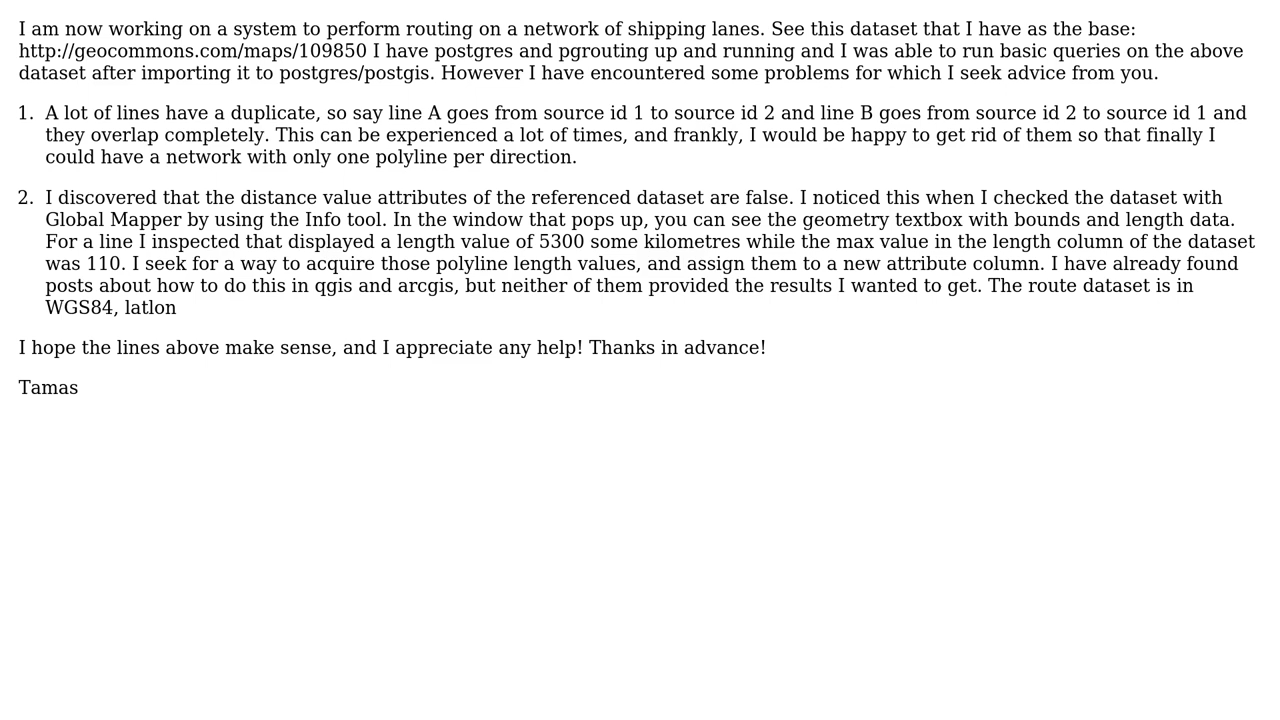 I am now working on a system to perform routing on a network of shipping lanes. See this dataset that I have as the base:
http://geocommons.com/maps/109850 I have postgres and pgrouting up and running and I was able to run basic queries on the above
dataset after importing it to postgres/postgis. However I have encountered some problems for which I seek advice from you.
1. A lot of lines have a duplicate, so say line A goes from source id 1 to source id 2 and line B goes from source id 2 to source id 1 and
they overlap completely. This can be experienced a lot of times, and frankly, I would be happy to get rid of them so that finally I
could have a network with only one polyline per direction.
2. I discovered that the distance value attributes of the referenced dataset are false. I noticed this when I checked the dataset with
Global Mapper by using the Info tool. In the window that pops up, you can see the geometry textbox with bounds and length data.
For a line I inspected that displayed a length value of 5300 some kilometres while the max value in the length column of the dataset
was 110. I seek for a way to acquire those polyline length values, and assign them to a new attribute column. I have already found
posts about how to do this in qgis and arcgis, but neither of them provided the results I wanted to get. The route dataset is in
WGS84, latlon
I hope the lines above make sense, and I appreciate any help! Thanks in advance!
Tamas